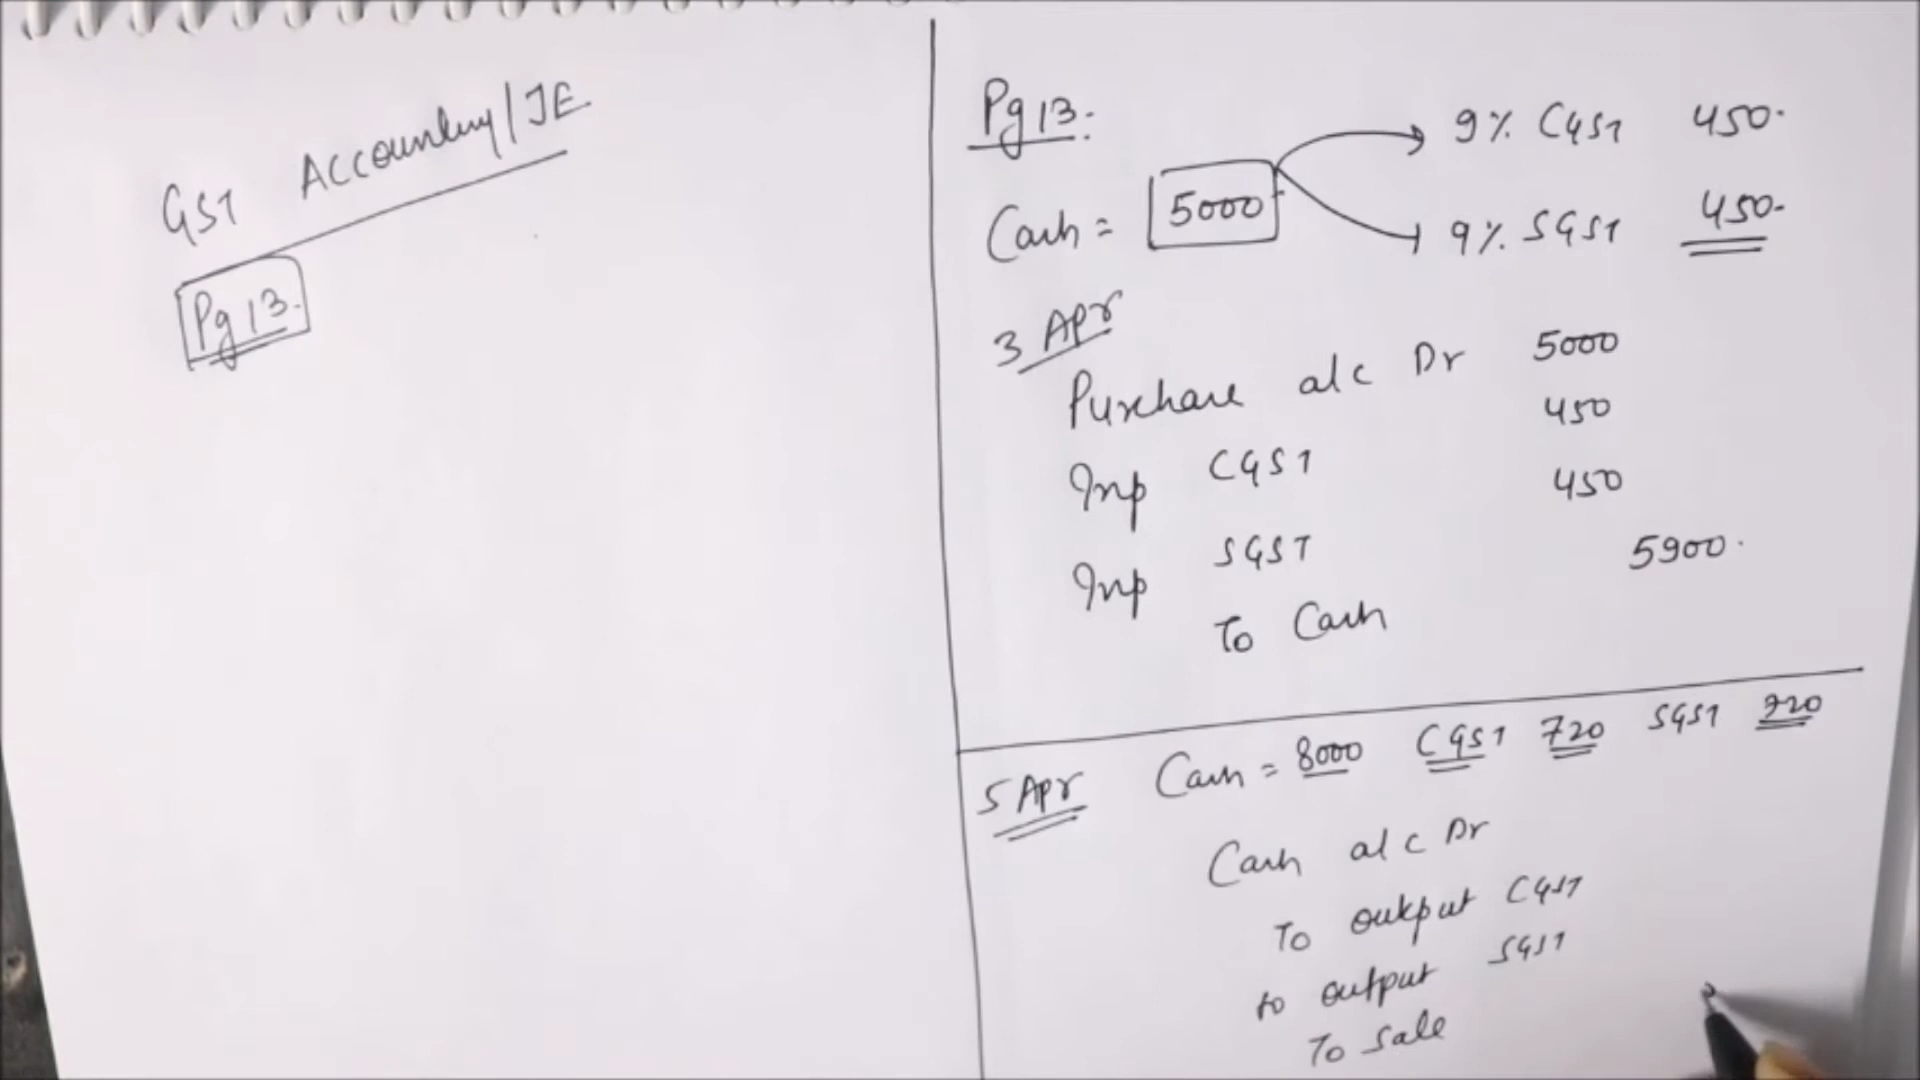 GST Accounting/JE
Pg 13.
Pg 13:
9% CGST 450.
Cash = 5000
9% SGST 450.
3 Apr
Purchase a/c Dr 5000
Inp CGST 450
Inp SGST 450
To Cash 5900.
5 Apr Cash = 8000 CGST 720 SGST 720
Cash a/c Dr
To output CGST
to output SGST
To Sale